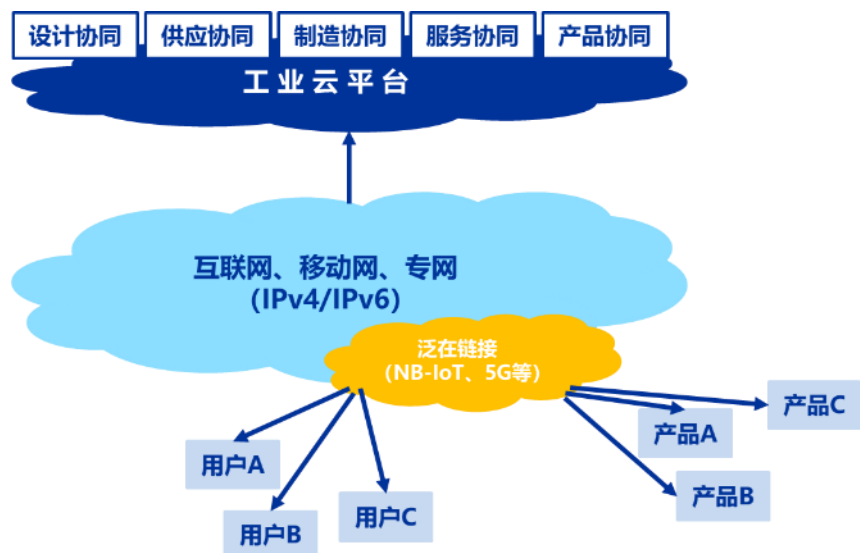 设计协同
供应协同
制造协同
服务协同
产品协同
工业云平台
互联网、移动网、专网
（IPv4/IPv6）
泛在链接
（NB-IoT、5G等）
产品C
产品A
用户A
产品B
用户C
用户B